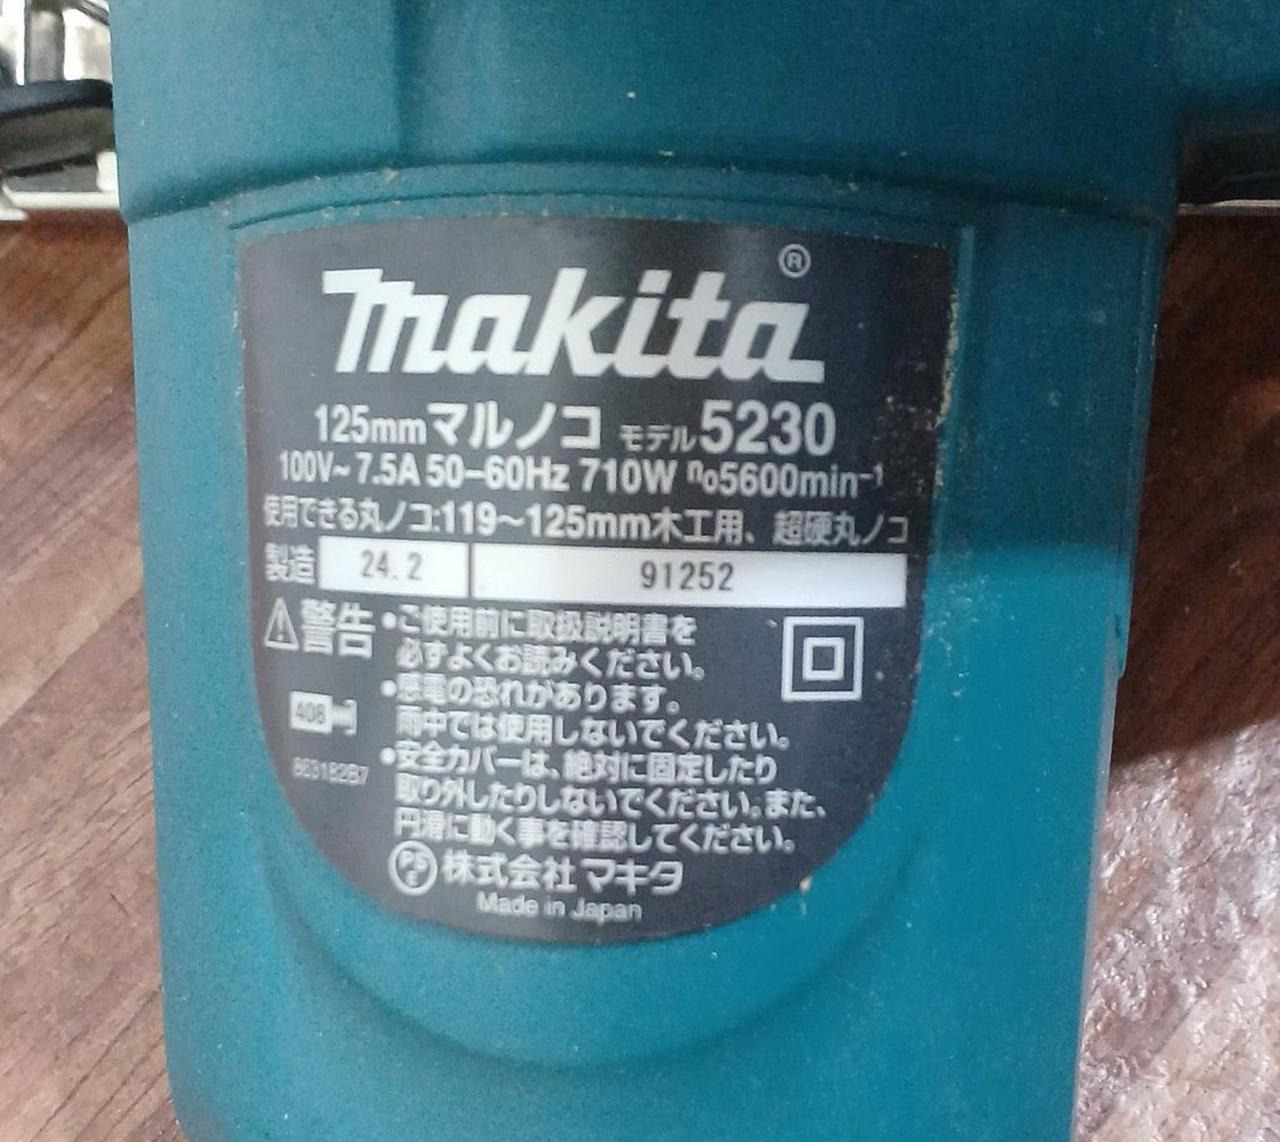 makita®
125mmマルノコ モデル5230
100V~ 7.5A 50-60Hz 710W n₀5600min⁻¹
使用できる丸ノコ:119～125mm木工用、超硬丸ノコ
製造 24.2 91252
⚠警告 •ご使用前に取扱説明書を
必ずよくお読みください。
•感電の恐れがあります。
雨中では使用しないでください。
408
•安全カバーは、絶対に固定したり
863182B7
取り外したりしないでください。また、
円滑に動く事を確認してください。
PS E 株式会社 マキタ
Made in Japan